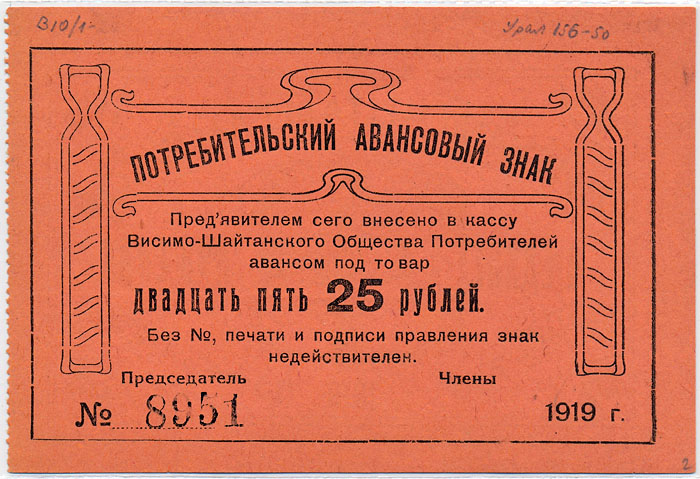 В10/1-
Урал 156-50
ПОТРЕБИТЕЛЬСКИЙ АВАНСОВЫЙ ЗНАК
Пред'явителем сего внесено в кассу
Висимо-Шайтанского Общества Потребителей
авансом под то вар
двадцать пять 25 рублей.
Без №, печати и подписи правления знак
недействителен.
Председатель Члены
№ 8951 1919 г.
2